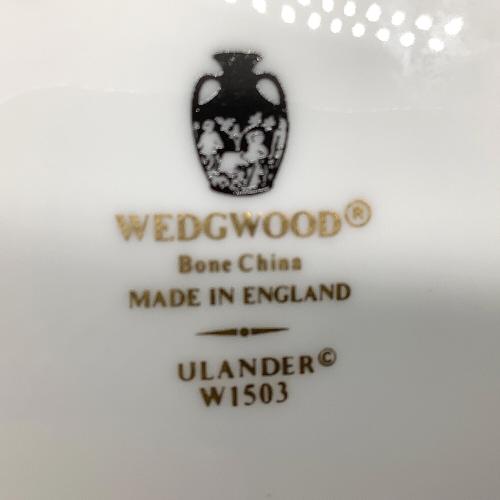 WEDGWOOD®
Bone China
MADE IN ENGLAND
ULANDER©
W1503